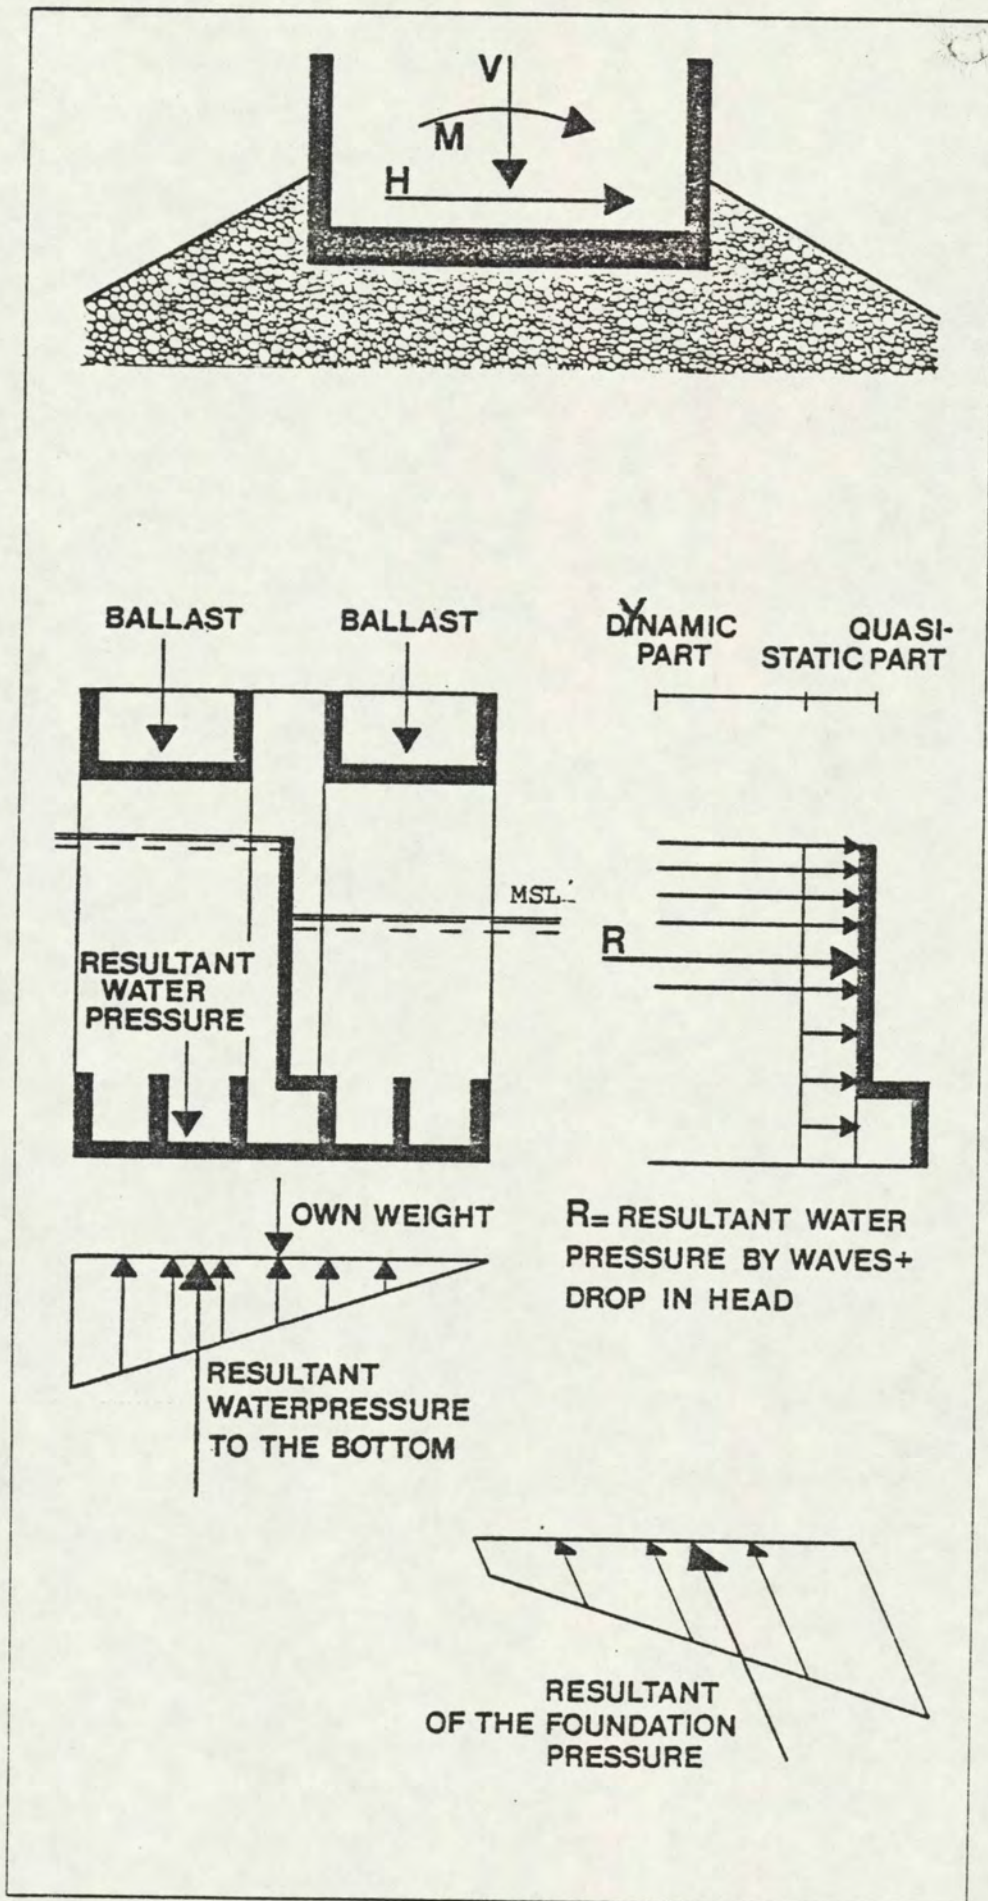 V
M
H
BALLAST
BALLAST
DYNAMIC
PART
QUASI-
STATIC PART
MSL
R
RESULTANT
WATER
PRESSURE
OWN WEIGHT
R= RESULTANT WATER
PRESSURE BY WAVES+
DROP IN HEAD
RESULTANT
WATERPRESSURE
TO THE BOTTOM
RESULTANT
OF THE FOUNDATION
PRESSURE